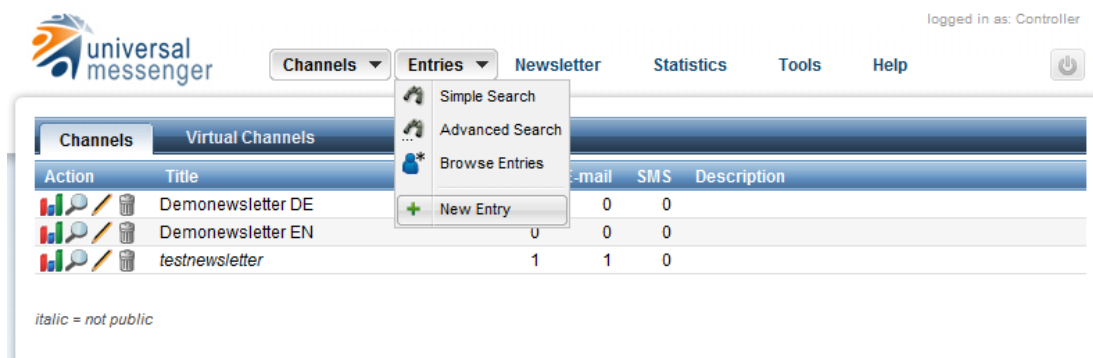 logged in as: Controller
universal
messenger
Channels Entries Newsletter Statistics Tools Help
Simple Search
Advanced Search
Browse Entries
New Entry
Channels Virtual Channels
Action Title -mail SMS Description
Demonewsletter DE 0 0
Demonewsletter EN 0 0 0
testnewsletter 1 1 0
italic = not public